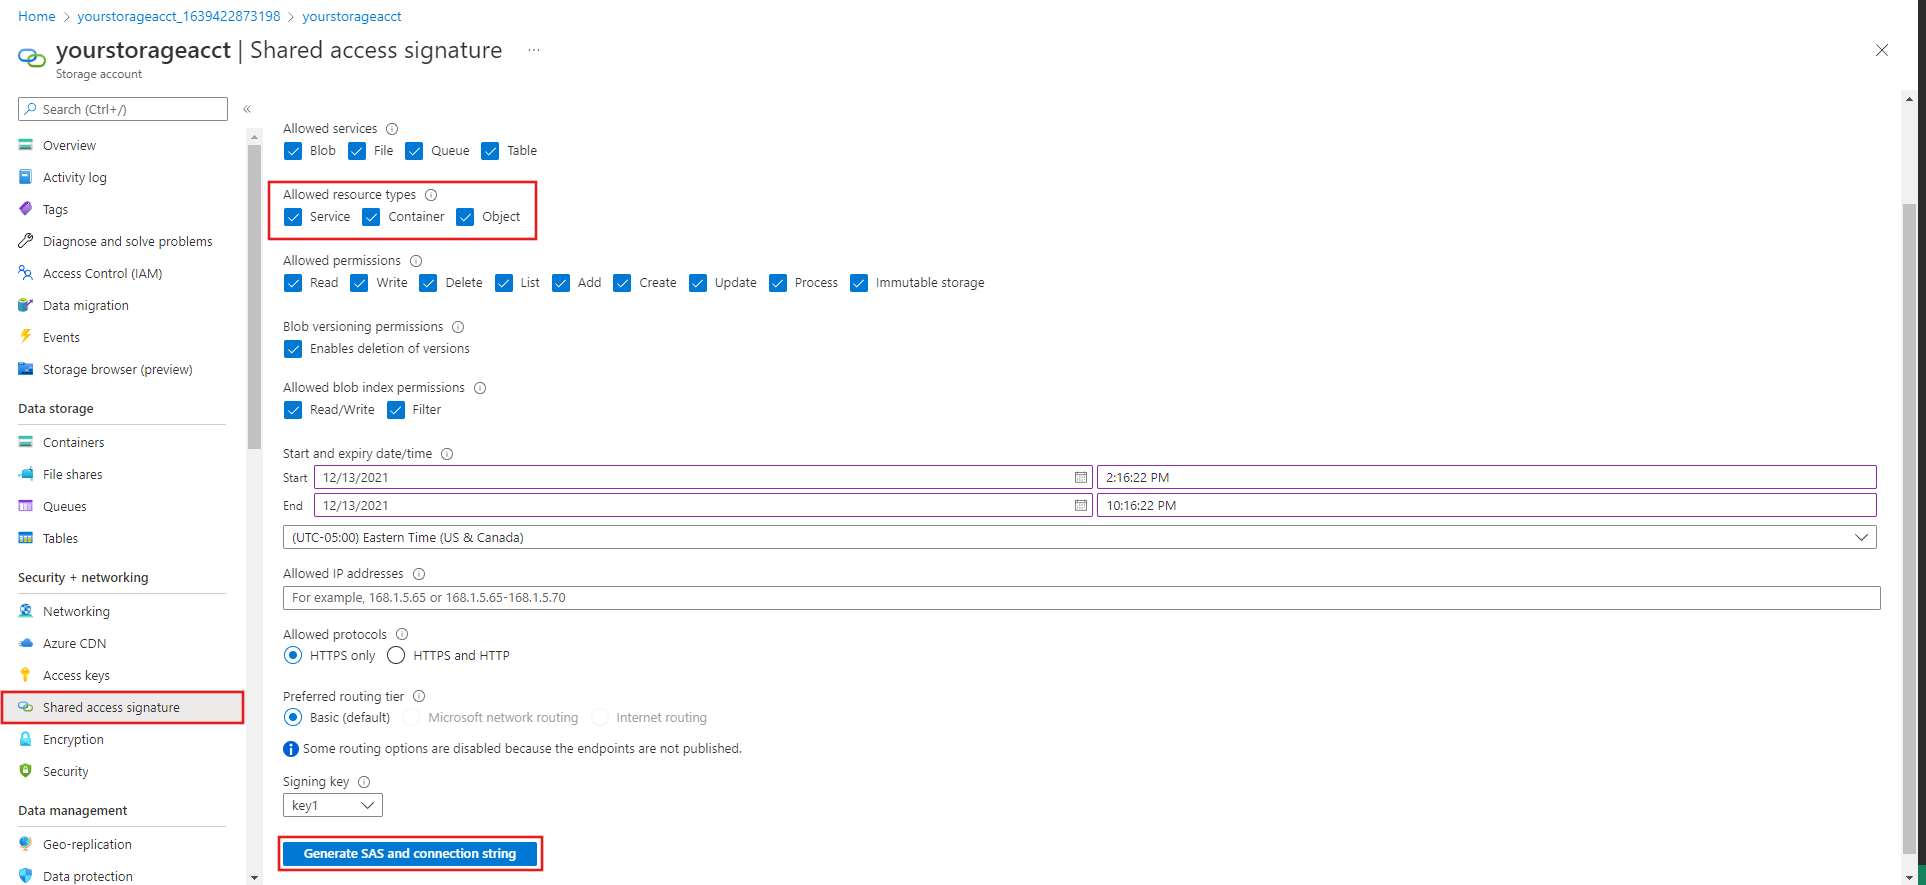 Home > yourstorageacct_1639422873198 > yourstorageacct
yourstorageacct | Shared access signature ...
Storage account
Search (Ctrl+/)
«
Overview
Activity log
Tags
Diagnose and solve problems
Access Control (IAM)
Data migration
Events
Storage browser (preview)
Data storage
Containers
File shares
Queues
Tables
Security + networking
Networking
Azure CDN
Access keys
Shared access signature
Encryption
Security
Data management
Geo-replication
Data protection
Allowed services
Blob File Queue Table
Allowed resource types
Service Container Object
Allowed permissions
Read Write Delete List Add Create Update Process Immutable storage
Blob versioning permissions
Enables deletion of versions
Allowed blob index permissions
Read/Write Filter
Start and expiry date/time
Start 12/13/2021 2:16:22 PM
End 12/13/2021 10:16:22 PM
(UTC-05:00) Eastern Time (US & Canada)
Allowed IP addresses
For example, 168.1.5.65 or 168.1.5.65-168.1.5.70
Allowed protocols
HTTPS only HTTPS and HTTP
Preferred routing tier
Basic (default) Microsoft network routing Internet routing
Some routing options are disabled because the endpoints are not published.
Signing key
key1
Generate SAS and connection string